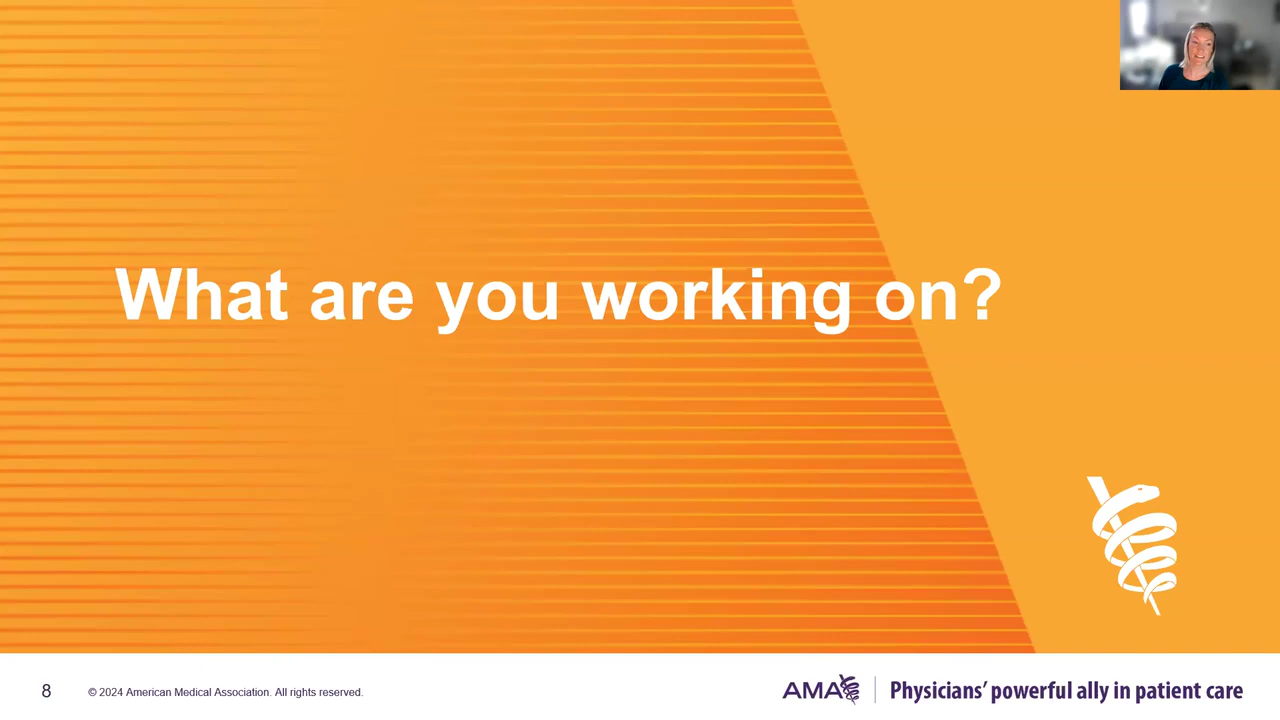 What are you working on?
8
© 2024 American Medical Association. All rights reserved.
AMA
Physicians’ powerful ally in patient care